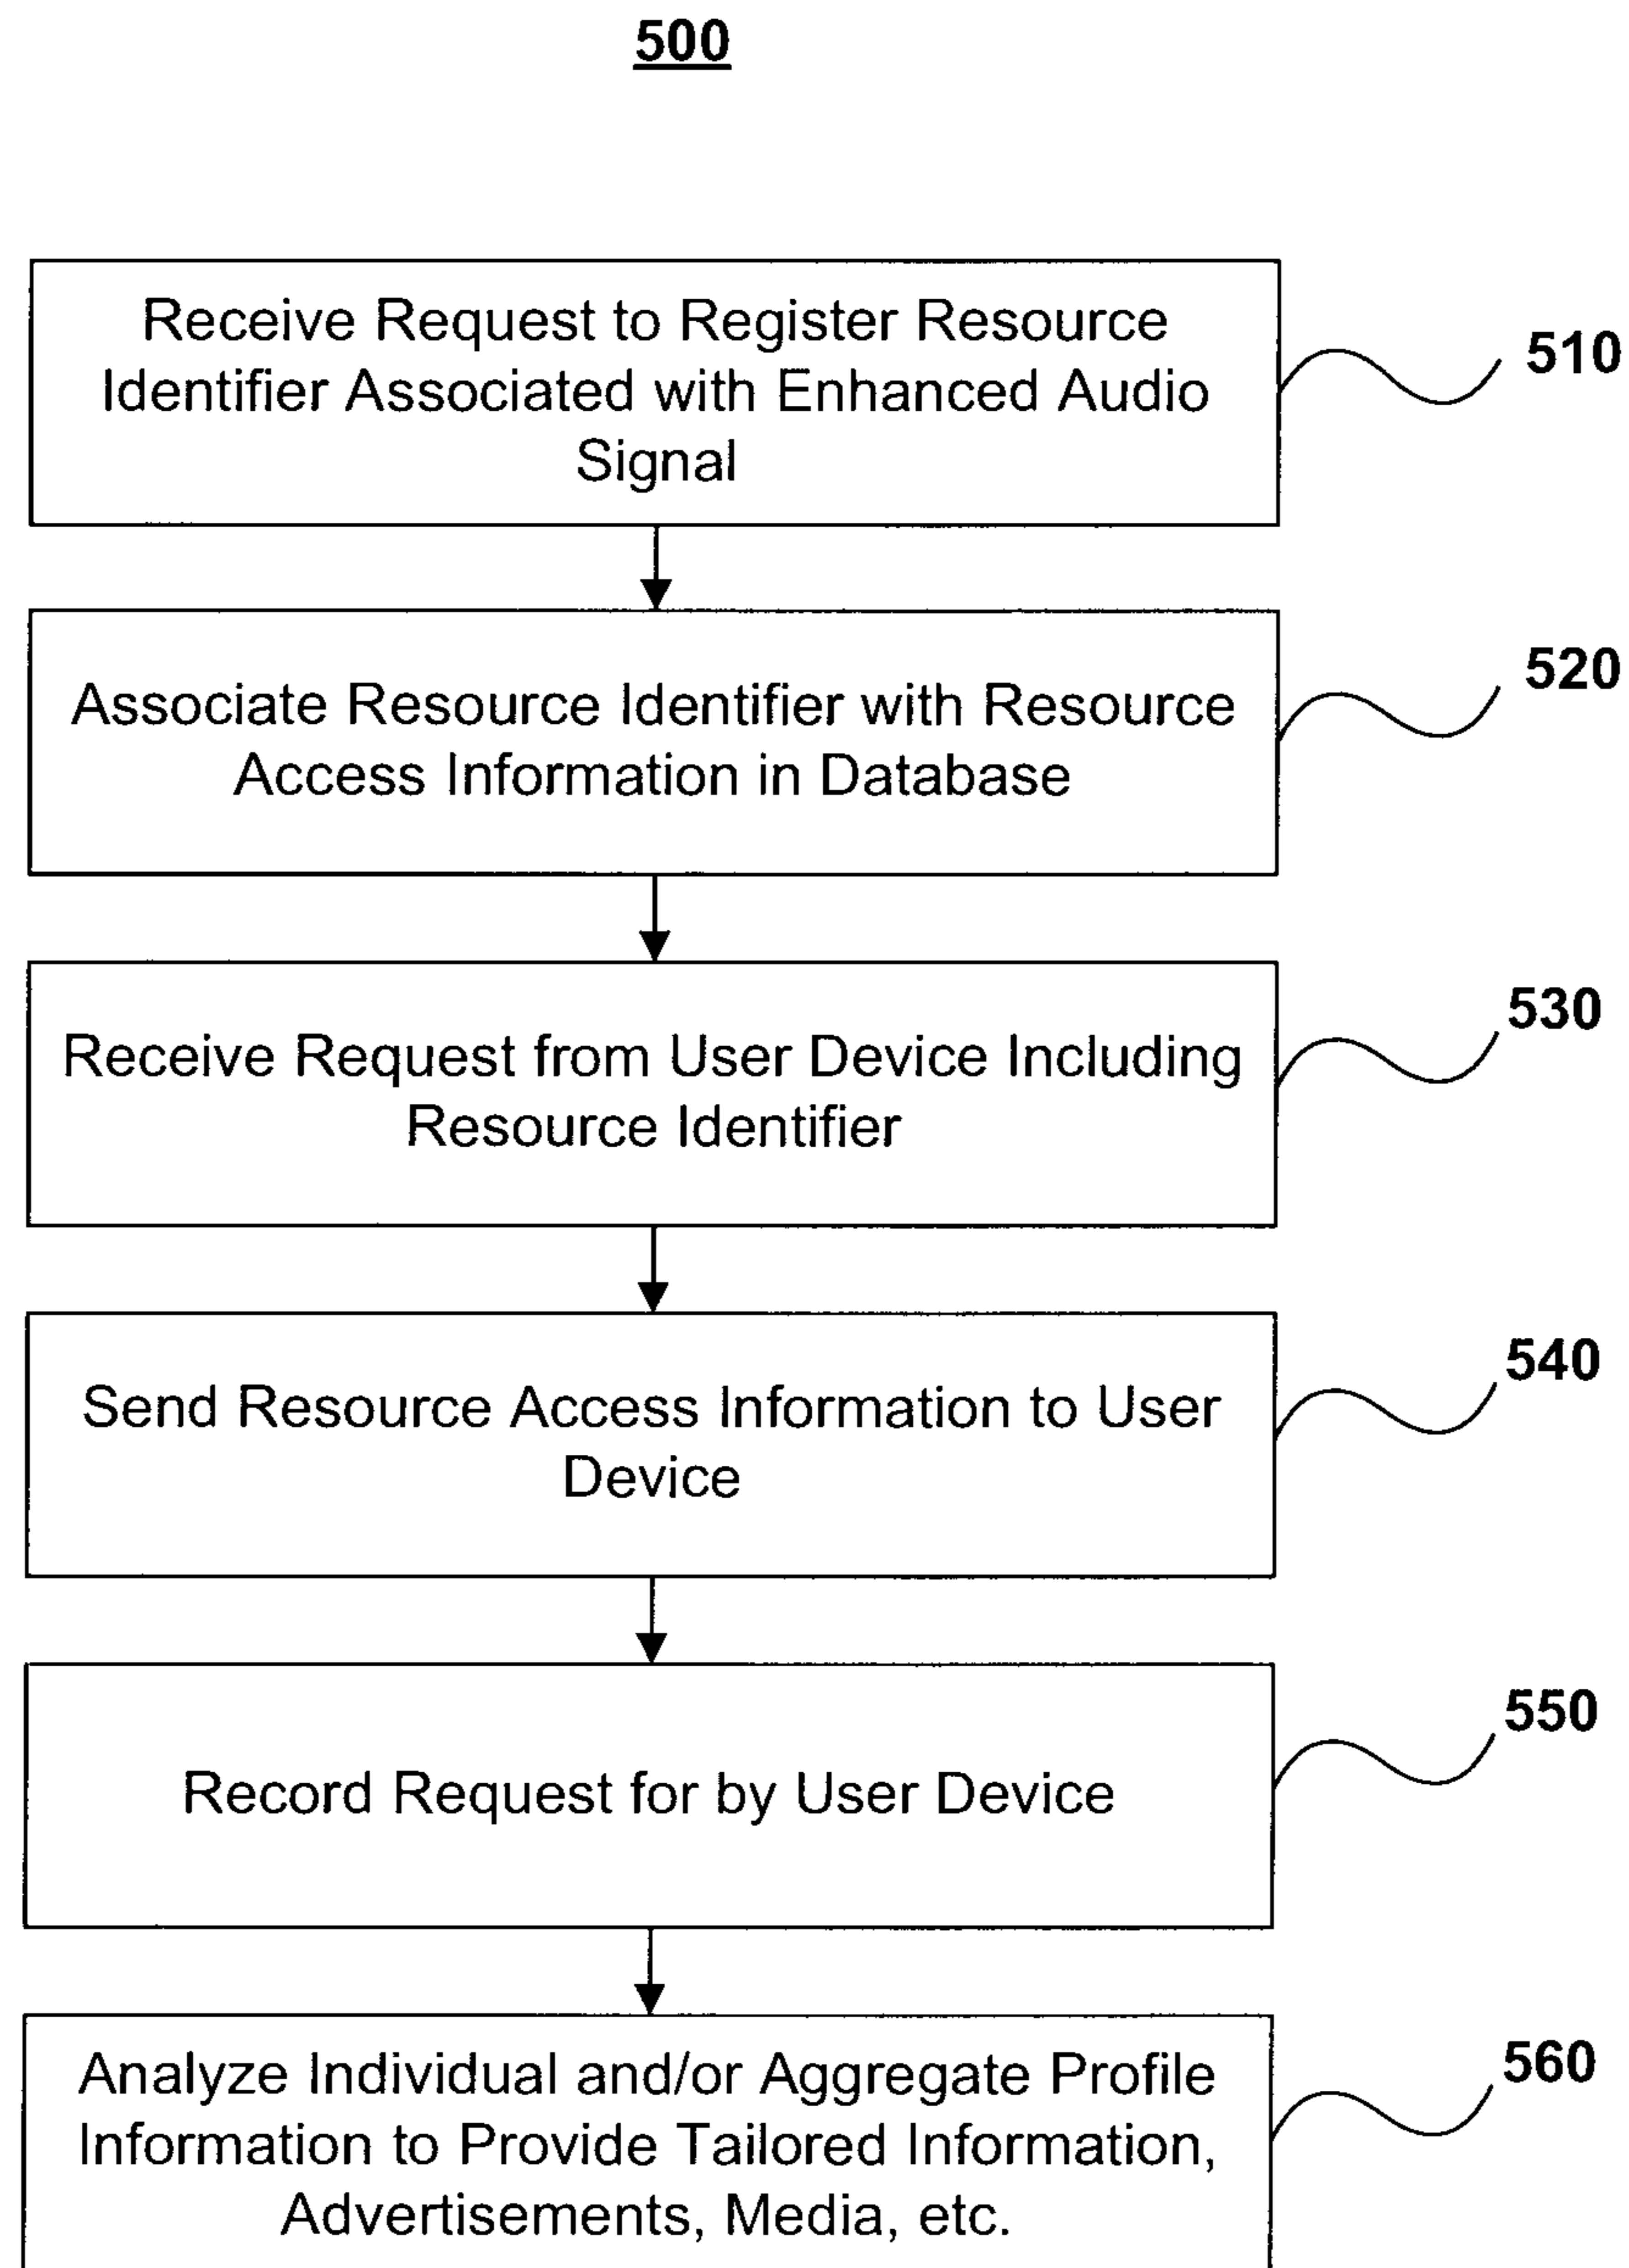 500
Receive Request to Register Resource
Identifier Associated with Enhanced Audio
Signal
510
Associate Resource Identifier with Resource
Access Information in Database
520
Receive Request from User Device Including
Resource Identifier
530
Send Resource Access Information to User
Device
540
Record Request for by User Device
550
Analyze Individual and/or Aggregate Profile
Information to Provide Tailored Information,
Advertisements, Media, etc.
560